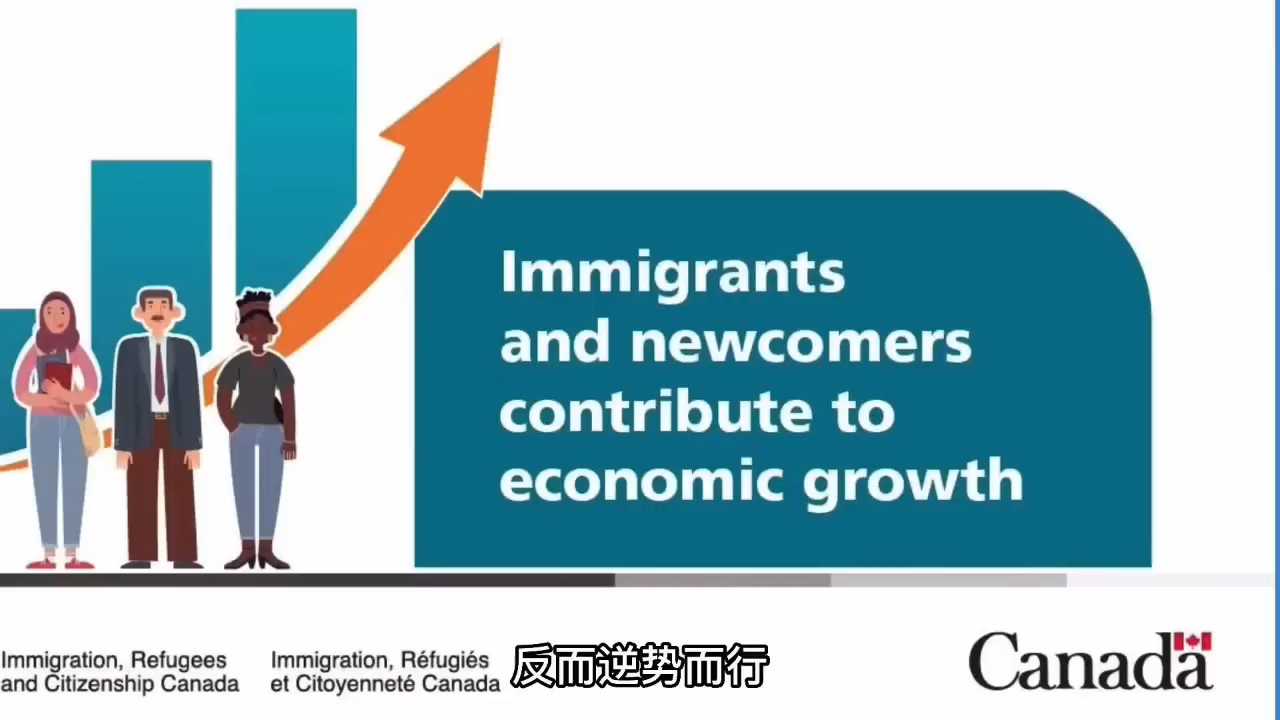 Immigrants
and newcomers
contribute to
economic growth
Immigration, Refugees
and Citizenship Canada
Immigration, Réfugiés
et Citoyenneté Canada
反而逆势而行
Canada